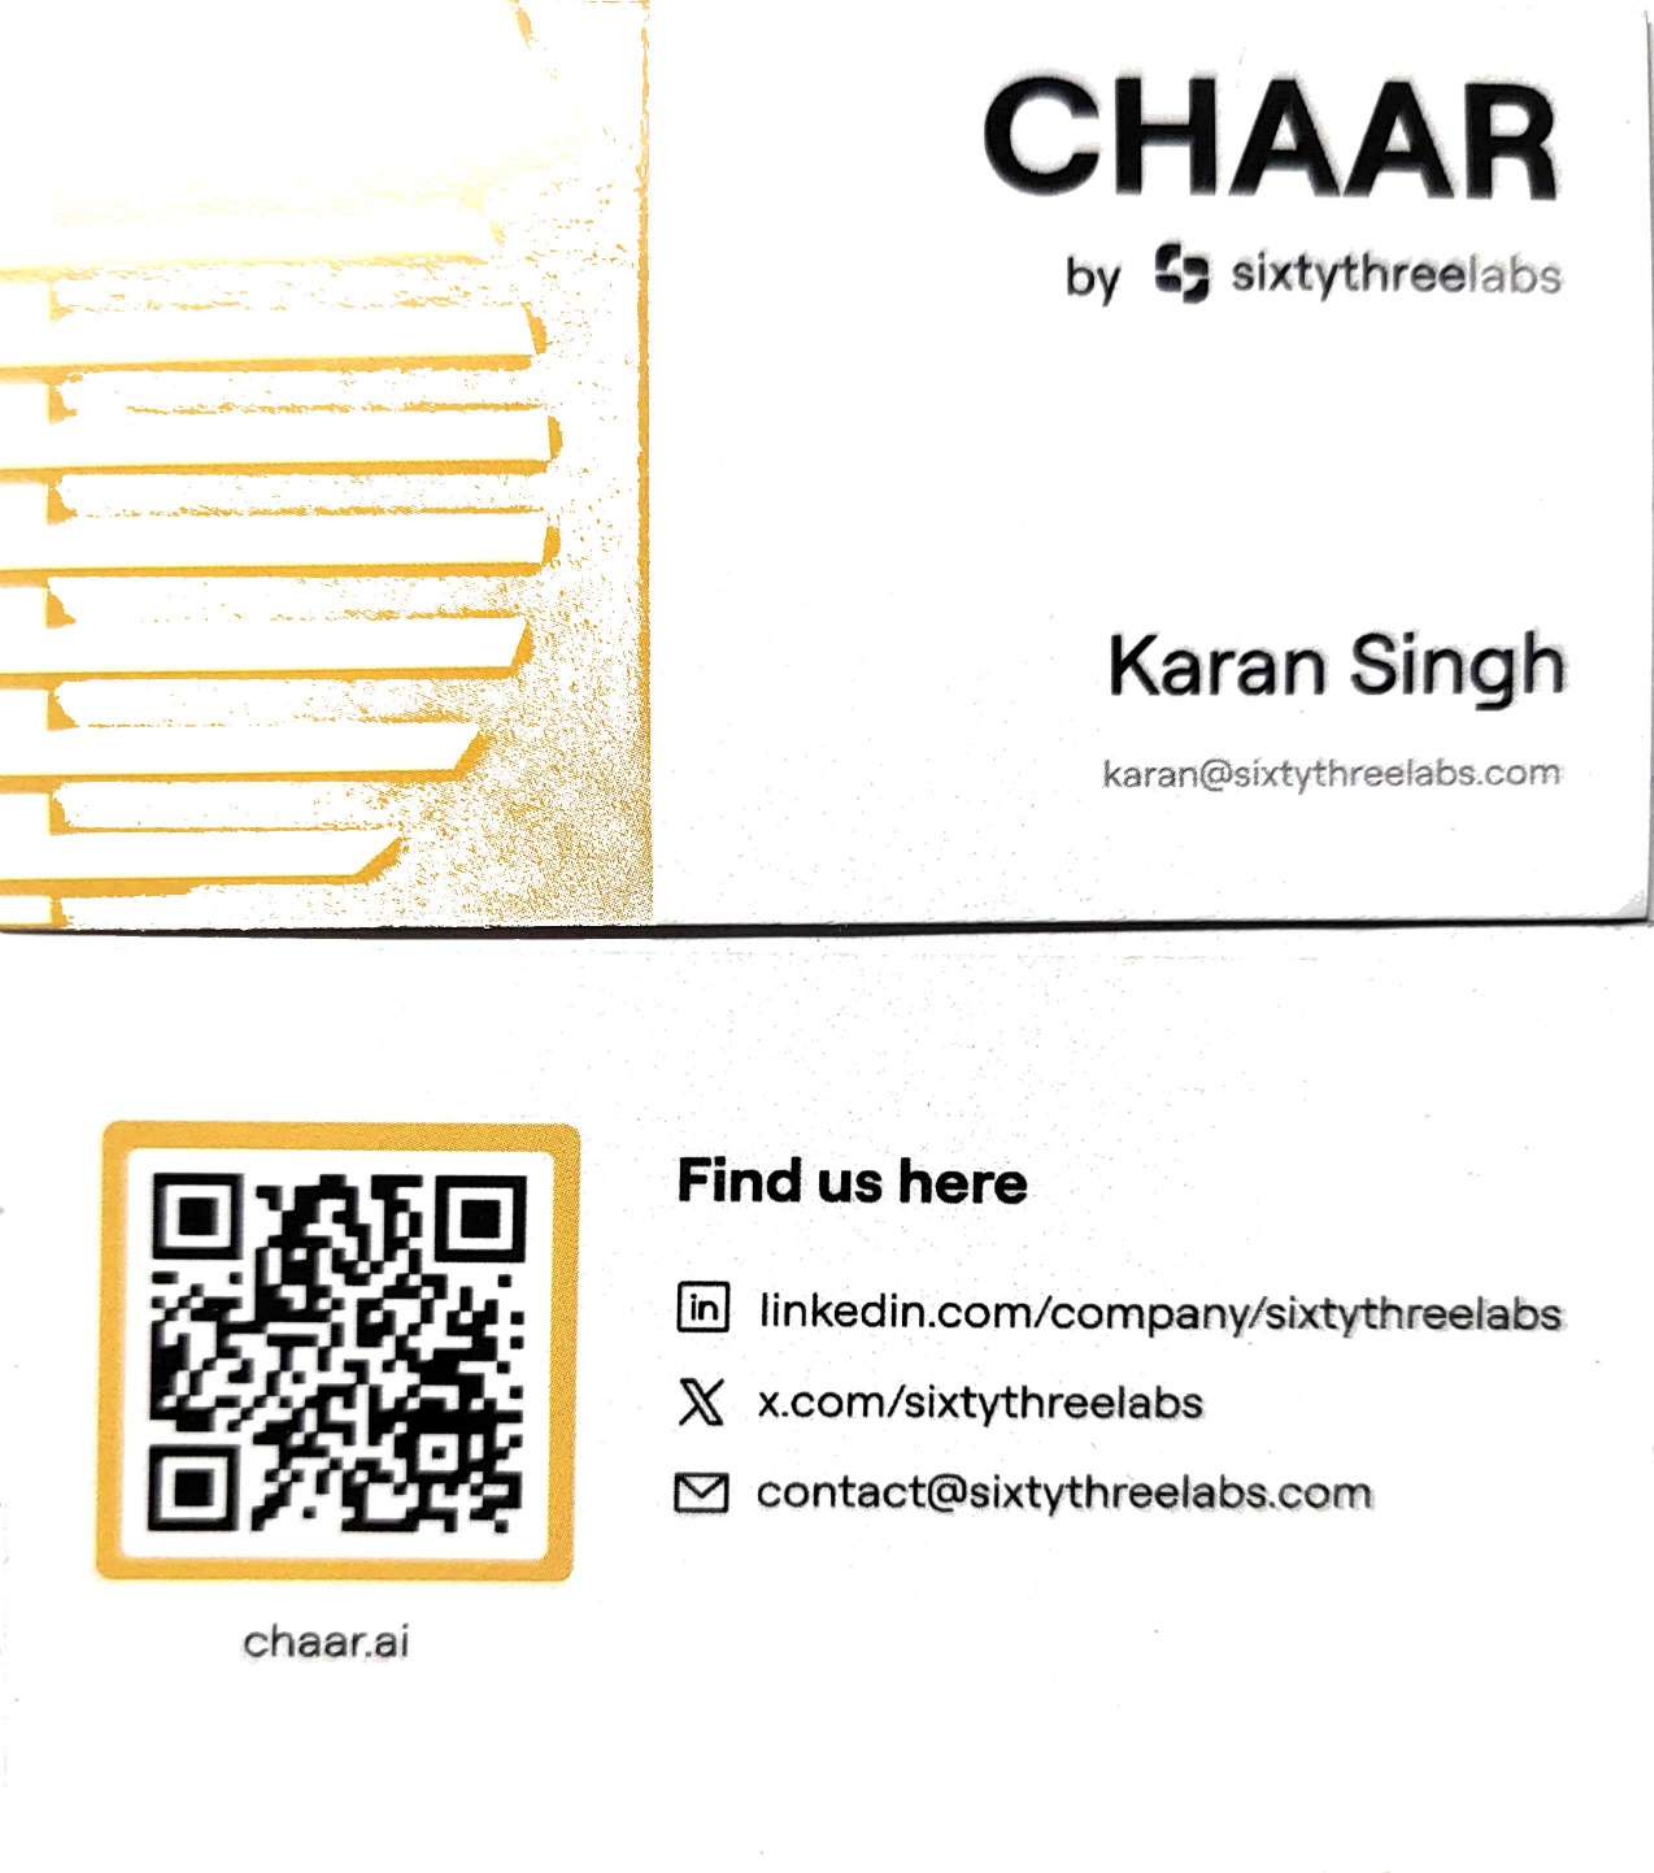 CHAAR
by sixtythreelabs
Karan Singh
karan@sixtythreelabs.com
Find us here
in linkedin.com/company/sixtythreelabs
X x.com/sixtythreelabs
contact@sixtythreelabs.com
chaar.ai